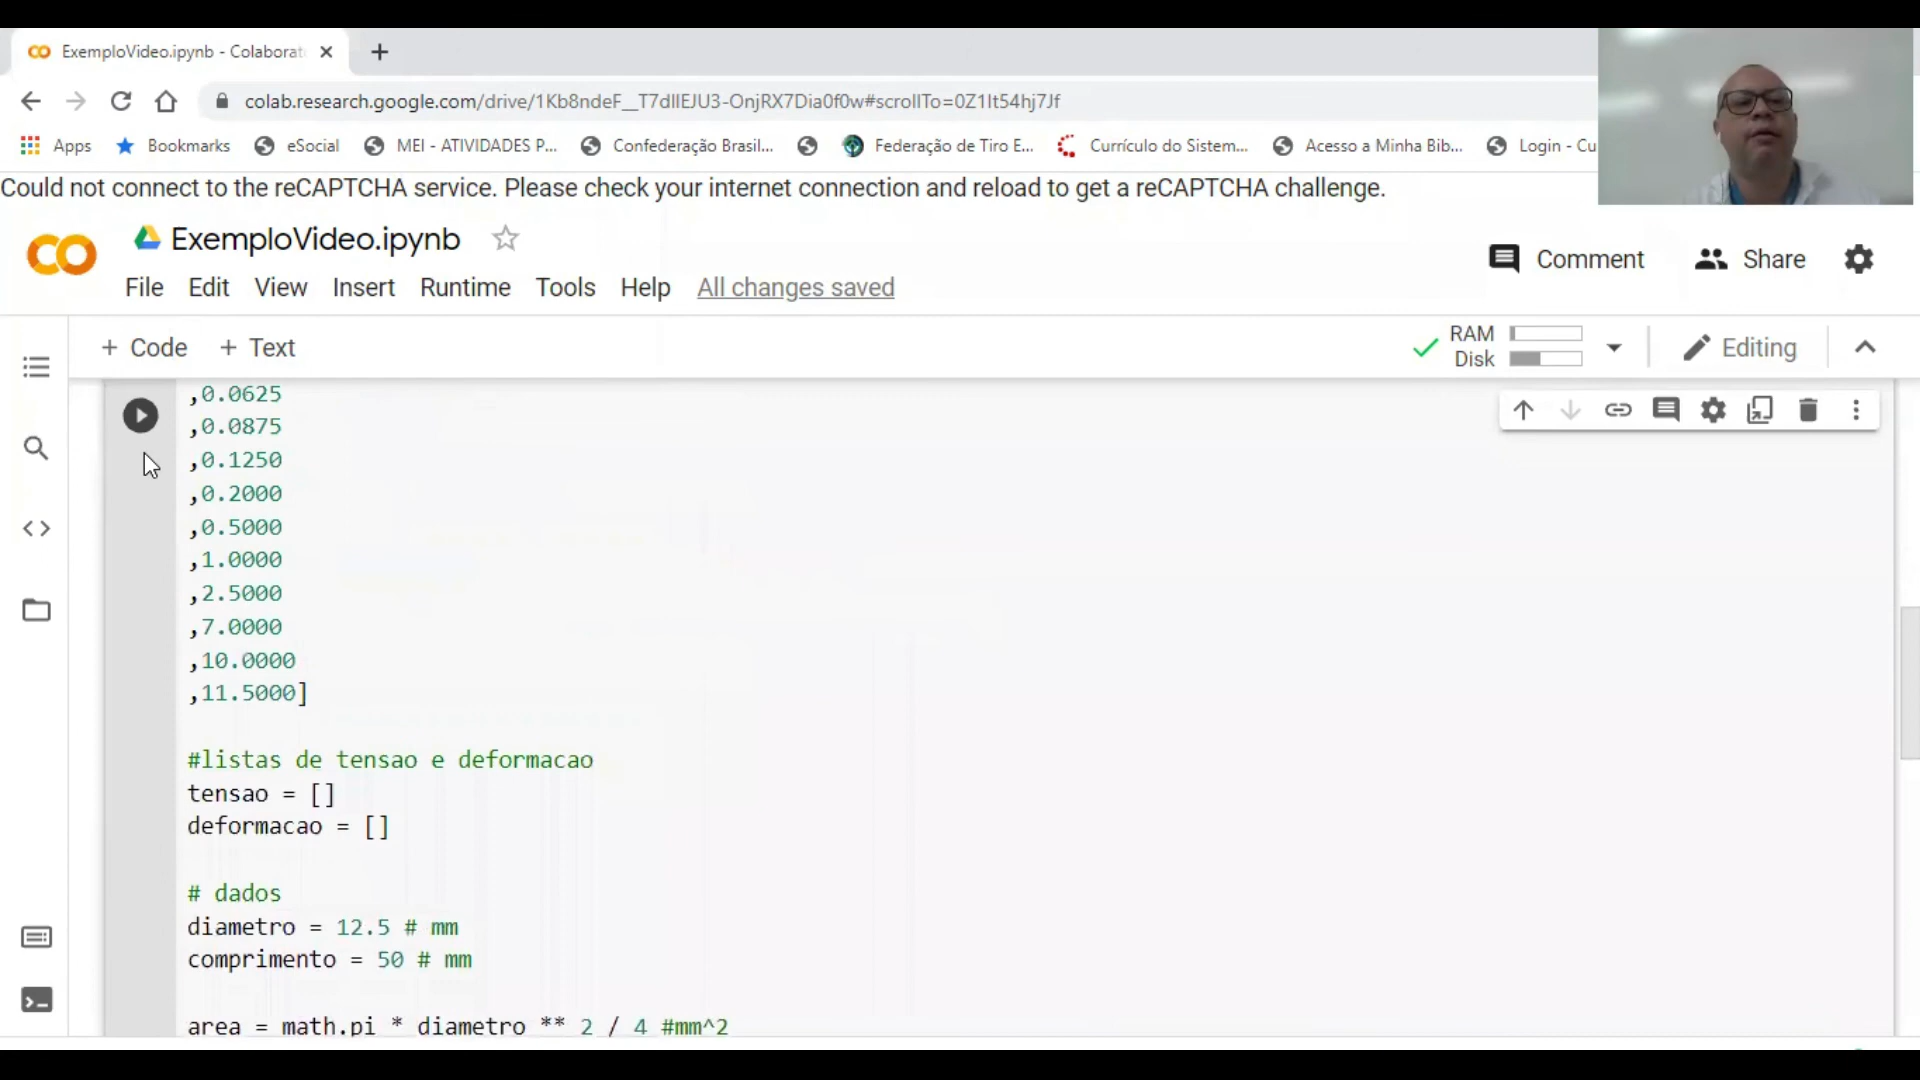 ExemploVideo.ipynb - Colaborat
colab.research.google.com/drive/1Kb8ndeF__T7dIlEJU3-OnjRX7Dia0f0w#scrollTo=0Z1It54hj7Jf
Apps Bookmarks eSocial MEI - ATIVIDADES P... Confederação Brasil... Federação de Tiro E... Currículo do Sistem... Acesso a Minha Bib... Login - Cu
Could not connect to the reCAPTCHA service. Please check your internet connection and reload to get a reCAPTCHA challenge.
ExemploVideo.ipynb
Comment Share
File Edit View Insert Runtime Tools Help All changes saved
+ Code + Text
RAM
Disk
Editing
,0.0625
,0.0875
,0.1250
,0.2000
,0.5000
,1.0000
,2.5000
,7.0000
,10.0000
,11.5000]
#listas de tensao e deformacao
tensao = []
deformacao = []
# dados
diametro = 12.5 # mm
comprimento = 50 # mm
area = math.pi * diametro ** 2 / 4 #mm^2